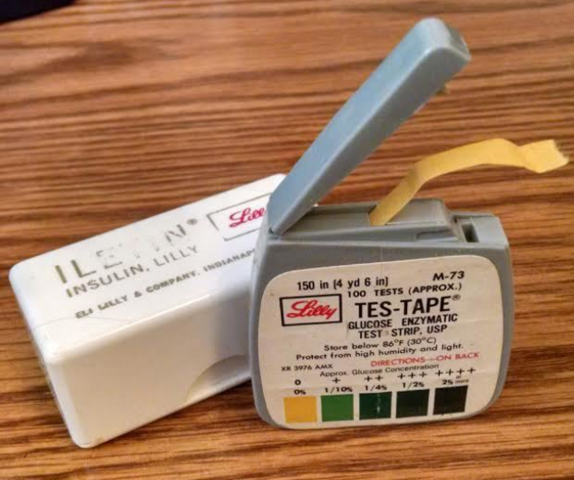 ILETIN®
INSULIN, LILLY
Lilly
ELI LILLY & COMPANY, INDIANAP
150 in (4 yd 6 in) M-73
100 TESTS (APPROX.)
Lilly TES-TAPE®
GLUCOSE ENZYMATIC
TEST STRIP, USP
Store below 86°F (30°C)
Protect from high humidity and light.
DIRECTIONS—ON BACK
XR 3976 AMX
Approx. Glucose Concentration
0 + ++ +++ ++++
0% 1/10% 1/4% 1/2% 2% or more